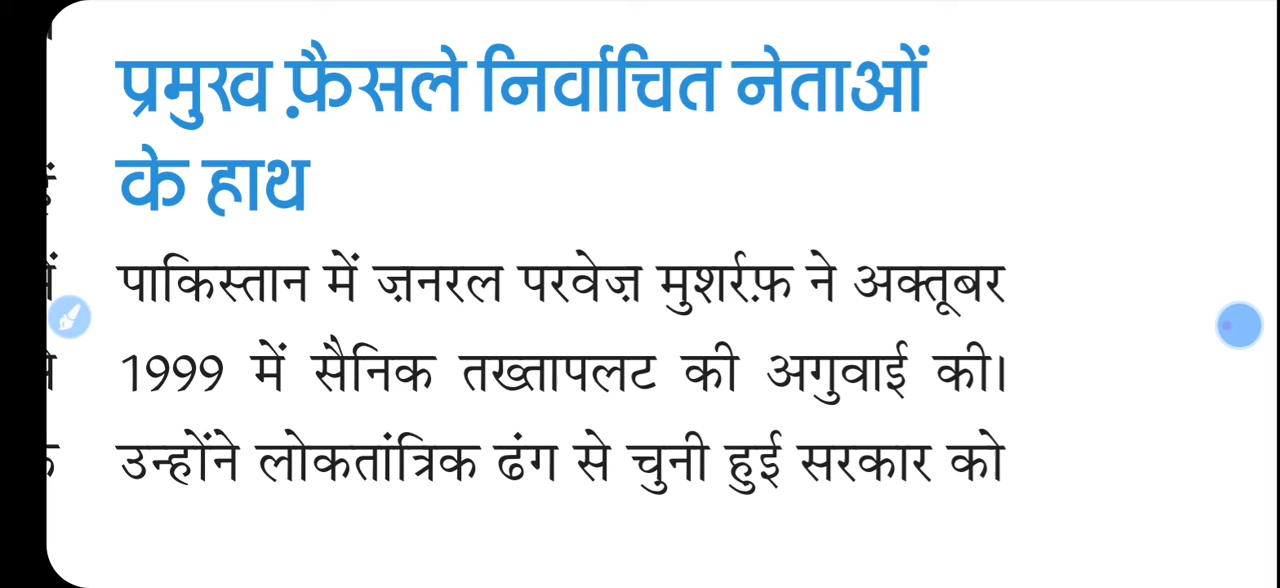 प्रमुख फ़ैसले निर्वाचित नेताओं
के हाथ
पाकिस्तान में ज़नरल परवेज़ मुशर्रफ़ ने अक्तूबर
1999 में सैनिक तख्तापलट की अगुवाई की।
उन्होंने लोकतांत्रिक ढंग से चुनी हुई सरकार को